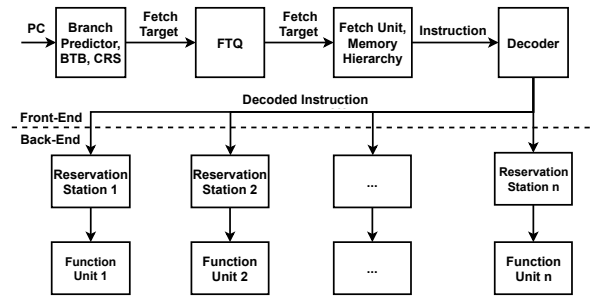 PC
Branch
Predictor,
BTB, CRS
Fetch
Target
FTQ
Fetch
Target
Fetch Unit,
Memory
Hierarchy
Instruction
Decoder
Decoded Instruction
Front-End
Back-End
Reservation
Station 1
Reservation
Station 2
...
Reservation
Station n
Function
Unit 1
Function
Unit 2
...
Function
Unit n